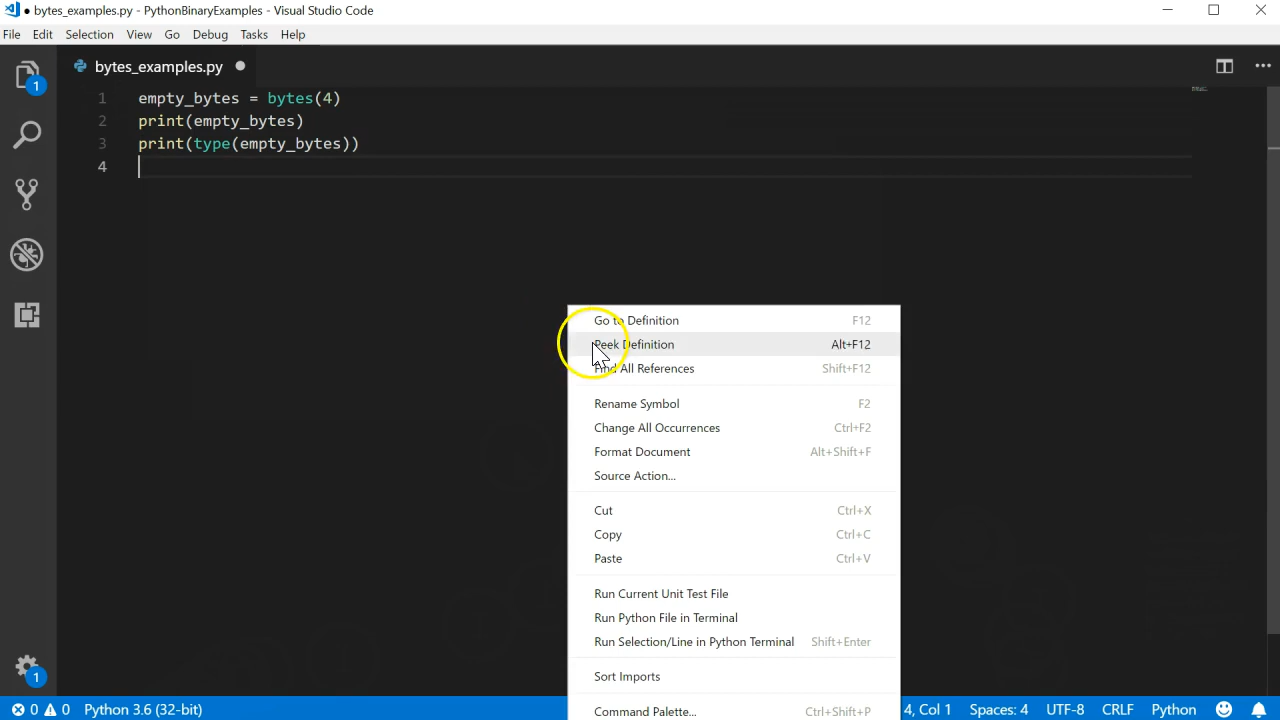 ● bytes_examples.py - PythonBinaryExamples - Visual Studio Code
File Edit Selection View Go Debug Tasks Help
1
bytes_examples.py ●
1 empty_bytes = bytes(4)
2 print(empty_bytes)
3 print(type(empty_bytes))
4
Go to Definition F12
Peek Definition Alt+F12
Find All References Shift+F12
Rename Symbol F2
Change All Occurrences Ctrl+F2
Format Document Alt+Shift+F
Source Action...
Cut Ctrl+X
Copy Ctrl+C
Paste Ctrl+V
Run Current Unit Test File
Run Python File in Terminal
Run Selection/Line in Python Terminal Shift+Enter
Sort Imports
Command Palette... Ctrl+Shift+P
1
0 0 Python 3.6 (32-bit) 4, Col 1 Spaces: 4 UTF-8 CRLF Python